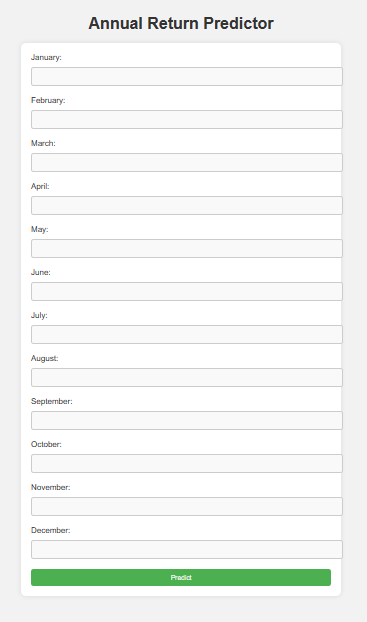 Annual Return Predictor
January:
February:
March:
April:
May:
June:
July:
August:
September:
October:
November:
December:
Predict